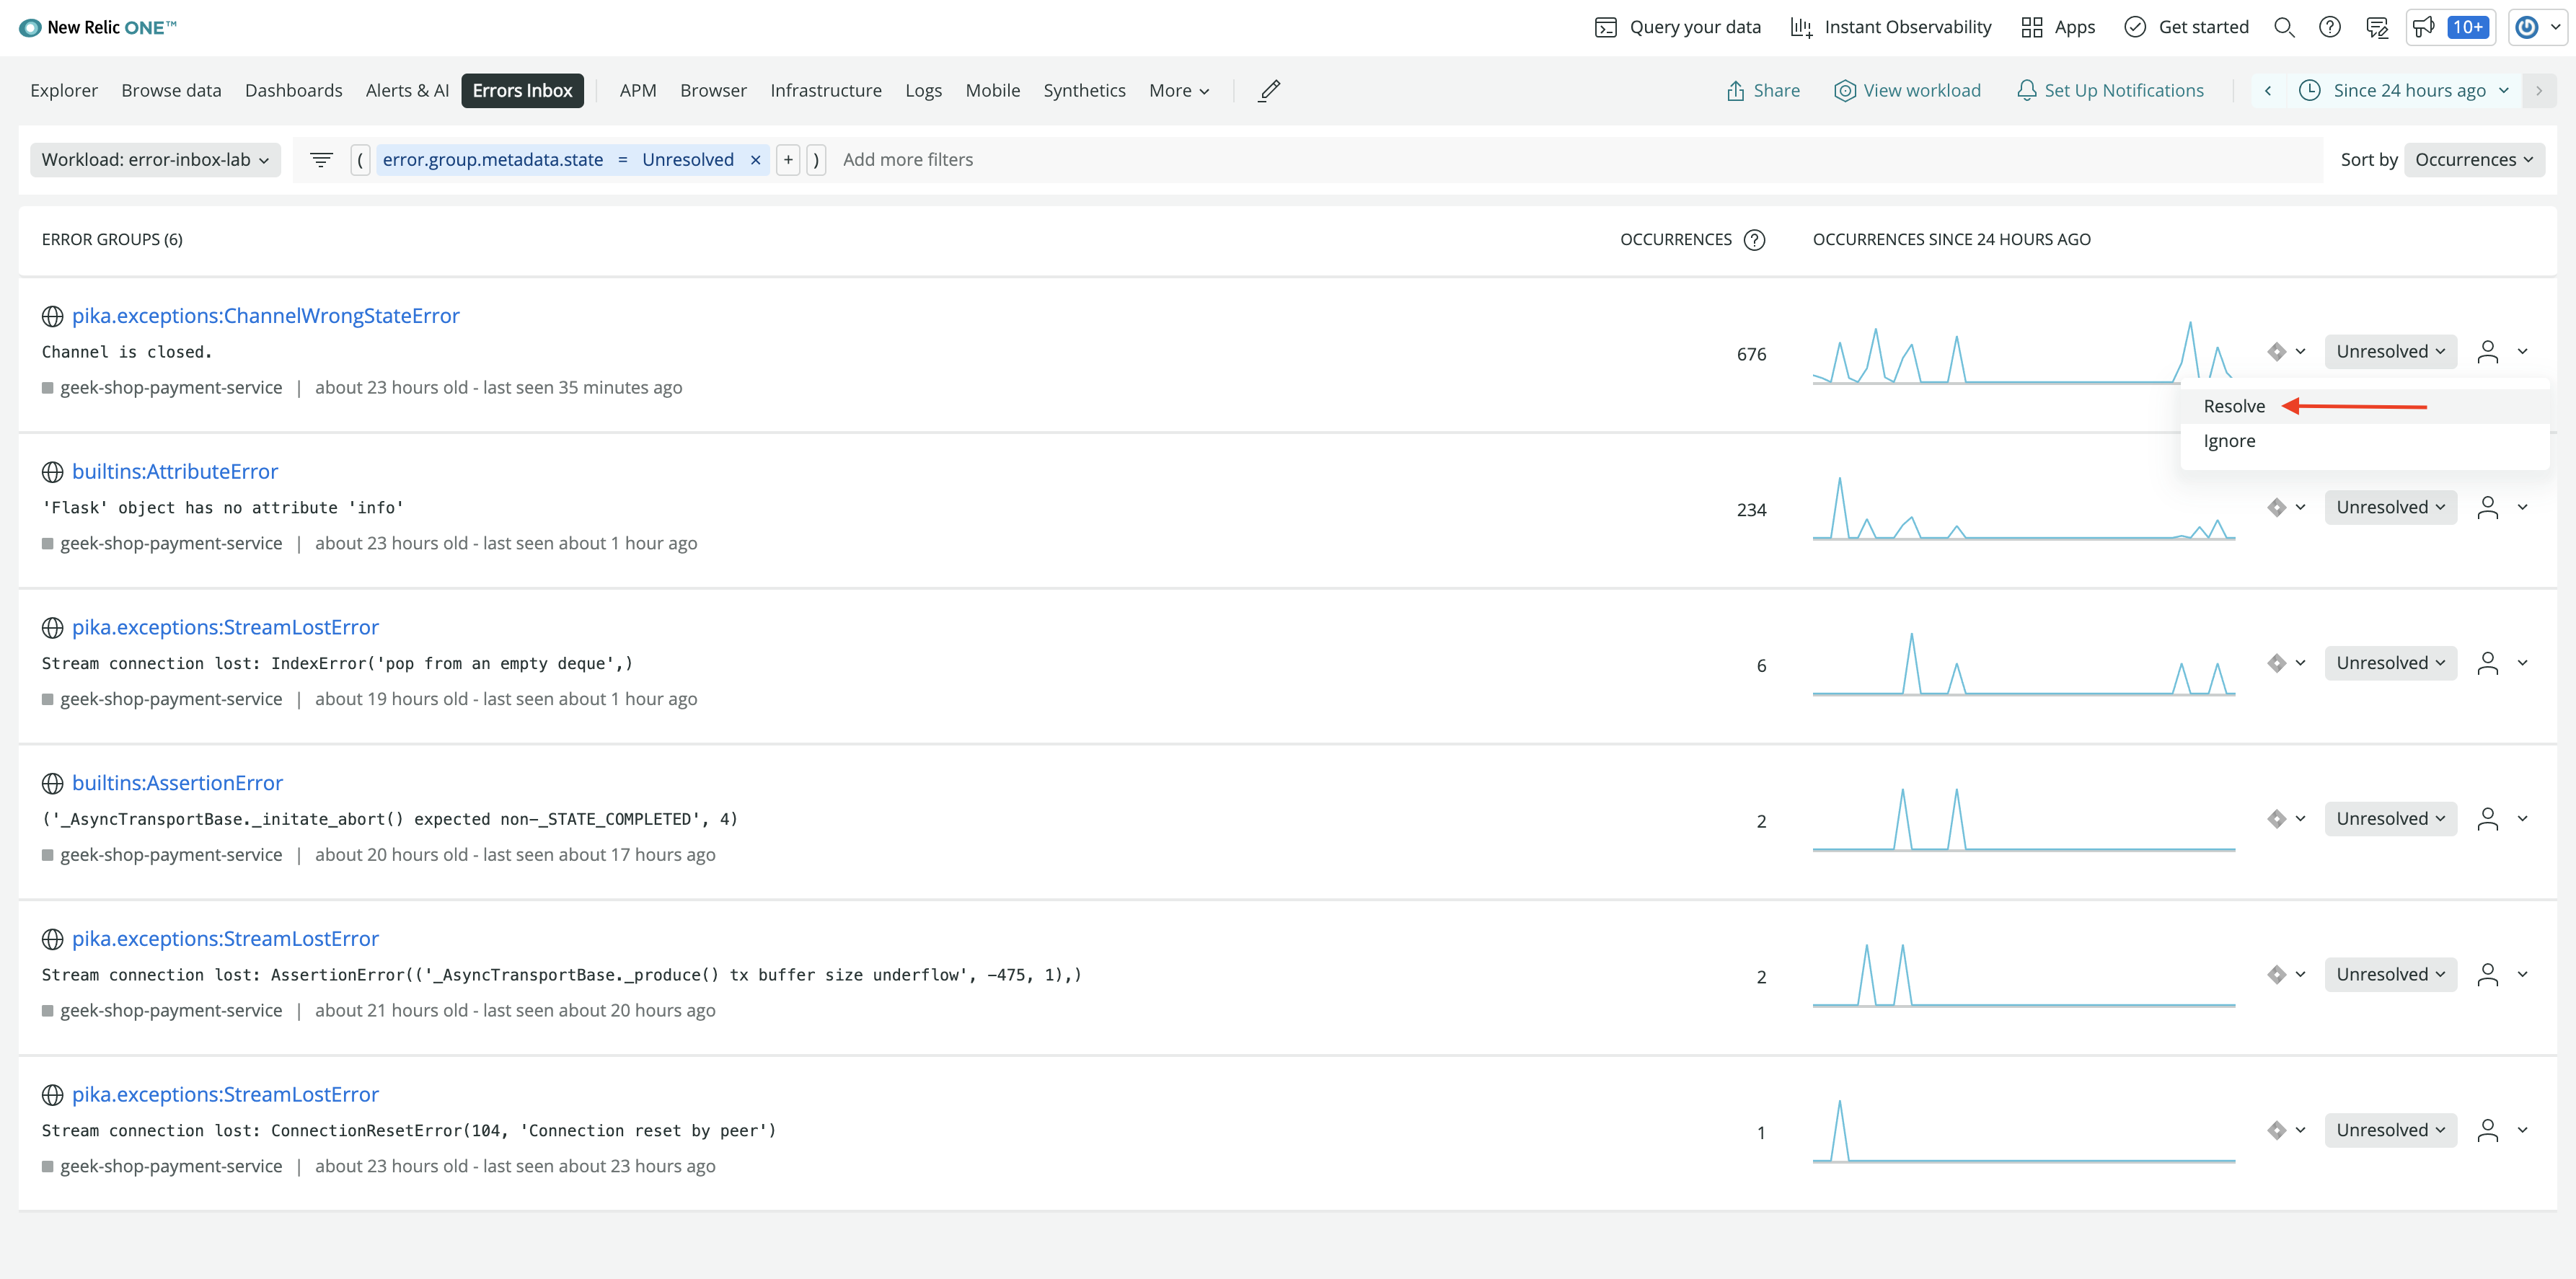 New Relic ONE™
Query your data
Instant Observability
Apps
Get started
10+
Explorer
Browse data
Dashboards
Alerts & AI
Errors Inbox
APM
Browser
Infrastructure
Logs
Mobile
Synthetics
More
Share
View workload
Set Up Notifications
Since 24 hours ago
Workload: error-inbox-lab
( error.group.metadata.state = Unresolved × + ) Add more filters
Sort by Occurrences
ERROR GROUPS (6)
OCCURRENCES ?
OCCURRENCES SINCE 24 HOURS AGO
pika.exceptions:ChannelWrongStateError
Channel is closed.
geek-shop-payment-service | about 23 hours old - last seen 35 minutes ago
676
Unresolved
Resolve
Ignore
builtins:AttributeError
'Flask' object has no attribute 'info'
geek-shop-payment-service | about 23 hours old - last seen about 1 hour ago
234
Unresolved
pika.exceptions:StreamLostError
Stream connection lost: IndexError('pop from an empty deque',)
geek-shop-payment-service | about 19 hours old - last seen about 1 hour ago
6
Unresolved
builtins:AssertionError
('_AsyncTransportBase._initate_abort() expected non-_STATE_COMPLETED', 4)
geek-shop-payment-service | about 20 hours old - last seen about 17 hours ago
2
Unresolved
pika.exceptions:StreamLostError
Stream connection lost: AssertionError(('_AsyncTransportBase._produce() tx buffer size underflow', -475, 1),)
geek-shop-payment-service | about 21 hours old - last seen about 20 hours ago
2
Unresolved
pika.exceptions:StreamLostError
Stream connection lost: ConnectionResetError(104, 'Connection reset by peer')
geek-shop-payment-service | about 23 hours old - last seen about 23 hours ago
1
Unresolved